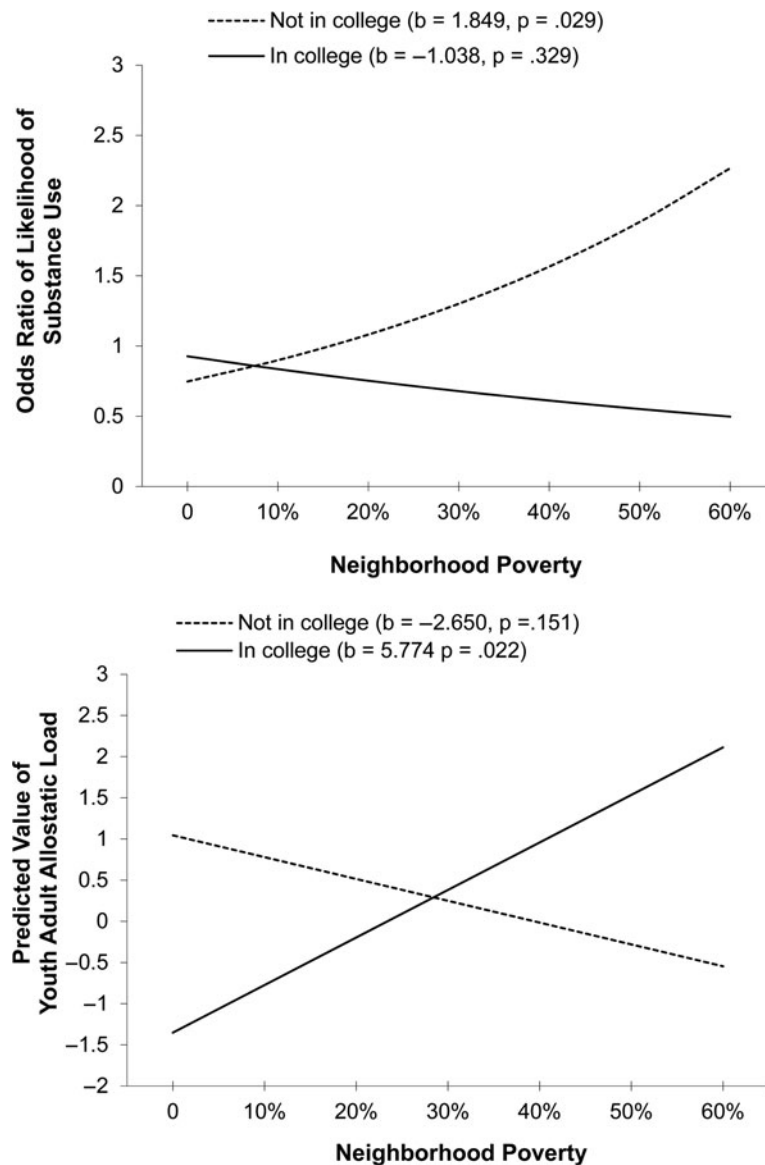 Not in college (b = 1.849, p = .029)
In college (b = –1.038, p = .329)
3
2.5
2
1.5
1
0.5
0
Odds Ratio of Likelihood of
Substance Use
0 10% 20% 30% 40% 50% 60%
Neighborhood Poverty
Not in college (b = –2.650, p =.151)
In college (b = 5.774 p = .022)
3
2.5
2
1.5
1
0.5
0
–0.5
–1
–1.5
–2
Predicted Value of
Youth Adult Allostatic Load
0 10% 20% 30% 40% 50% 60%
Neighborhood Poverty